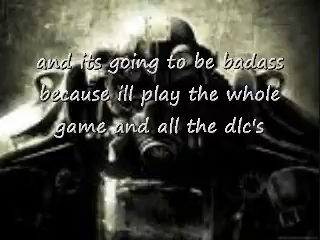 and its going to be badass
because ill play the whole
game and all the dlc's